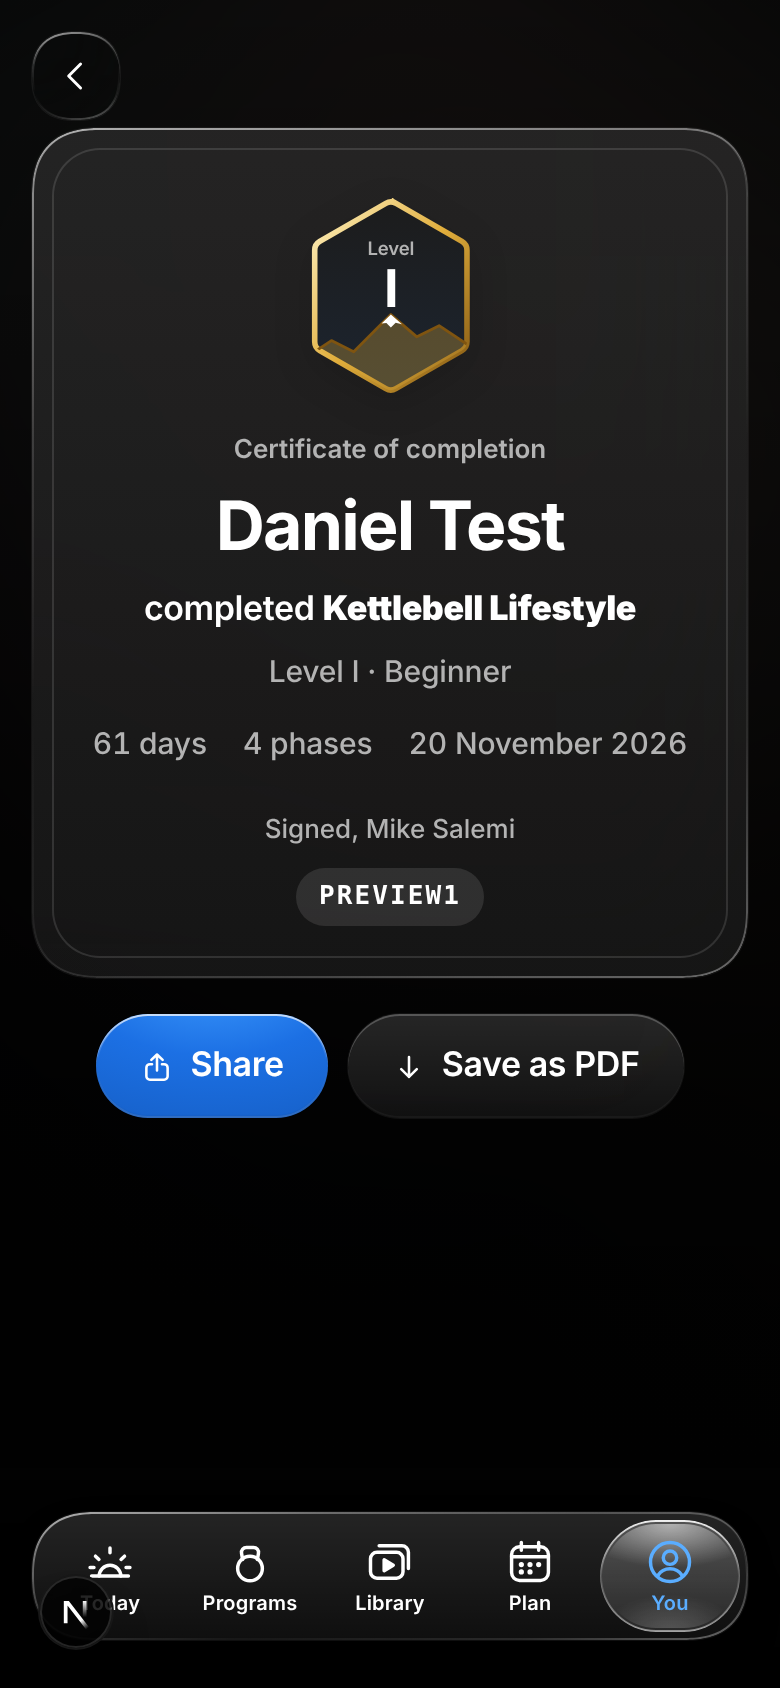 Level
I
Certificate of completion
Daniel Test
completed Kettlebell Lifestyle
Level I · Beginner
61 days 4 phases 20 November 2026
Signed, Mike Salemi
PREVIEW1
Share
Save as PDF
Today Programs Library Plan You
N